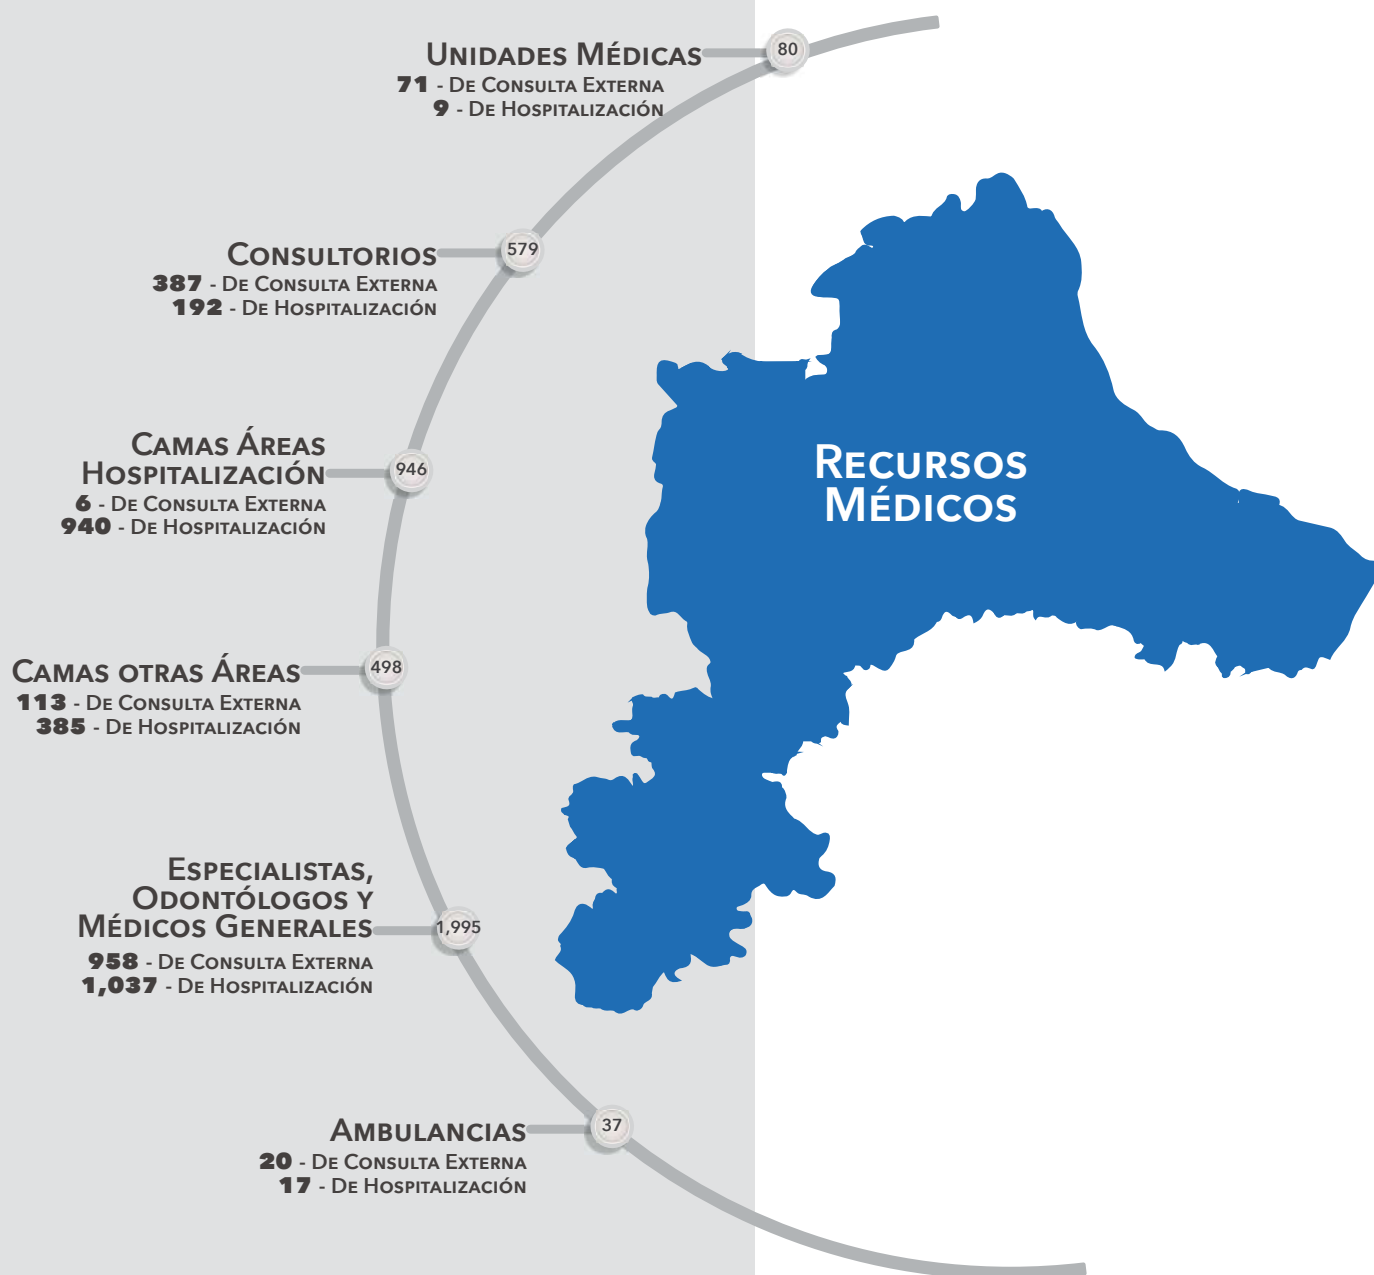 Unidades Médicas
80
71 - De Consulta Externa
9 - De Hospitalización
Consultorios
579
387 - De Consulta Externa
192 - De Hospitalización
Camas Áreas
Hospitalización
946
6 - De Consulta Externa
940 - De Hospitalización
Recursos
Médicos
Camas otras Áreas
498
113 - De Consulta Externa
385 - De Hospitalización
Especialistas,
Odontólogos y
Médicos Generales
1,995
958 - De Consulta Externa
1,037 - De Hospitalización
Ambulancias
37
20 - De Consulta Externa
17 - De Hospitalización